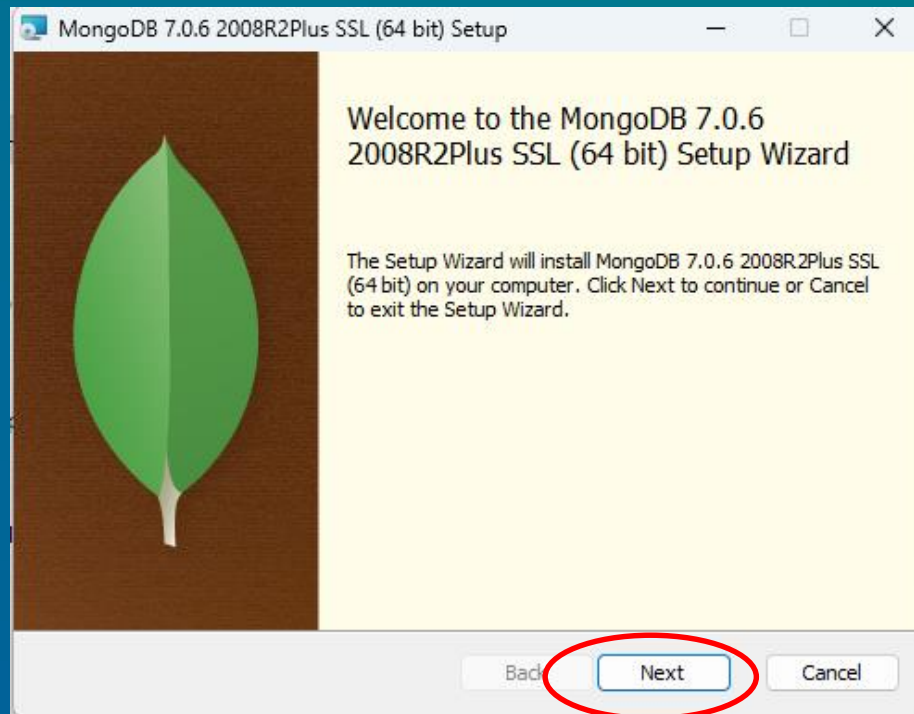 MongoDB 7.0.6 2008R2Plus SSL (64 bit) Setup
Welcome to the MongoDB 7.0.6
2008R2Plus SSL (64 bit) Setup Wizard
The Setup Wizard will install MongoDB 7.0.6 2008R2Plus SSL
(64 bit) on your computer. Click Next to continue or Cancel
to exit the Setup Wizard.
Back Next Cancel